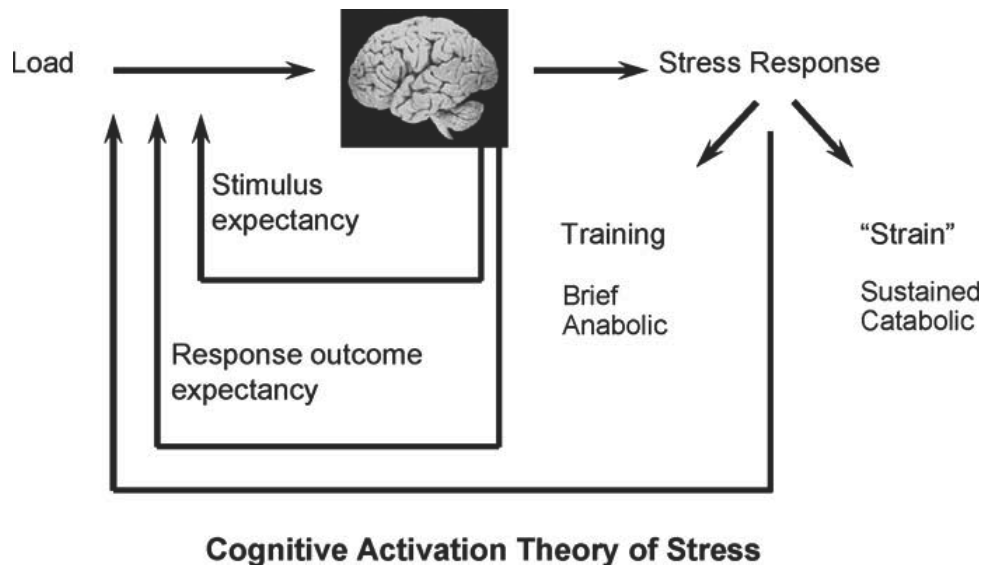 Load
Stress Response
Stimulus
expectancy
Training
“Strain”
Brief
Anabolic
Sustained
Catabolic
Response outcome
expectancy
Cognitive Activation Theory of Stress